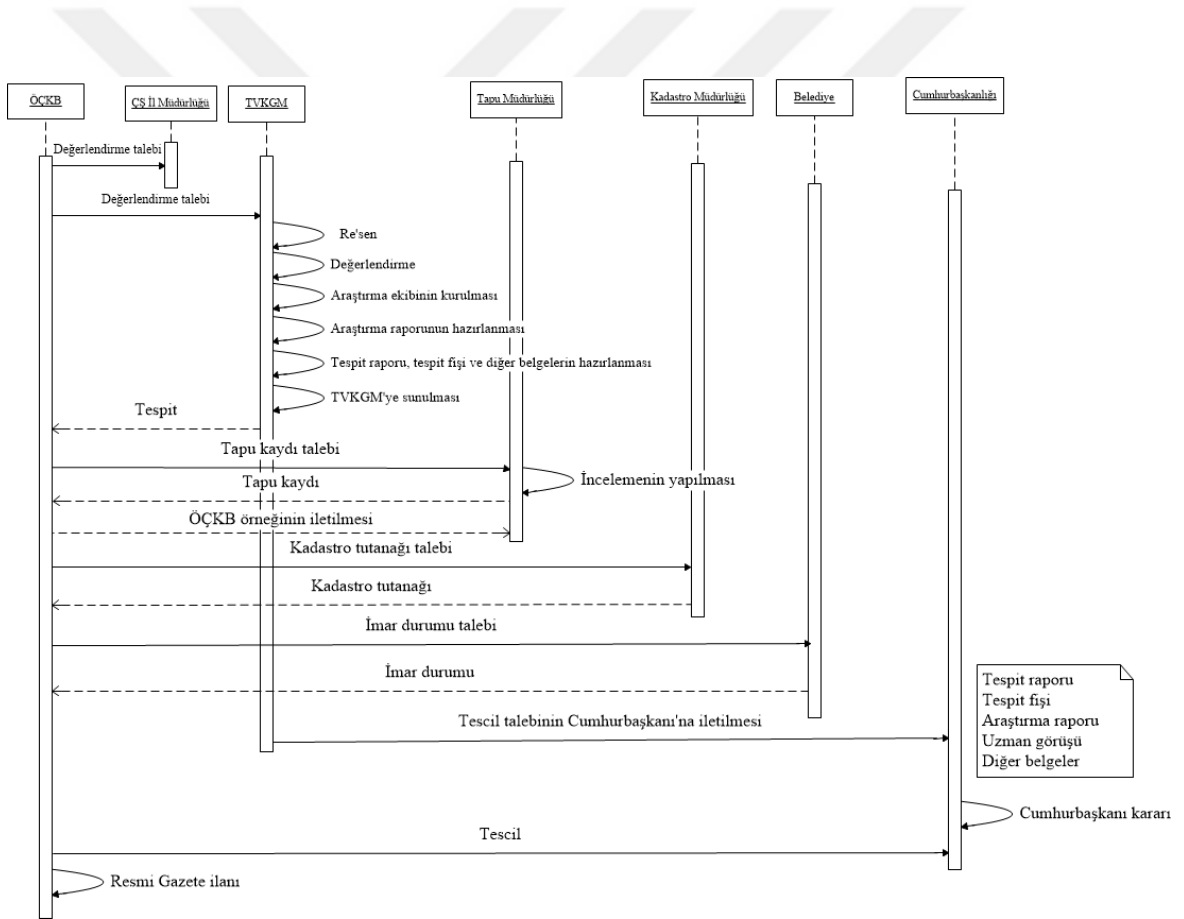 ÖÇKB
ÇŞ İl Müdürlüğü
TVKGM
Tapu Müdürlüğü
Kadastro Müdürlüğü
Belediye
Cumhurbaşkanlığı
Değerlendirme talebi
Değerlendirme talebi
Re'sen
Değerlendirme
Araştırma ekibinin kurulması
Araştırma raporunun hazırlanması
Tespit raporu, tespit fişi ve diğer belgelerin hazırlanması
TVKGM'ye sunulması
Tespit
Tapu kaydı talebi
İncelemenin yapılması
Tapu kaydı
ÖÇKB örneğinin iletilmesi
Kadastro tutanağı talebi
Kadastro tutanağı
İmar durumu talebi
İmar durumu
Tespit raporu
Tespit fişi
Araştırma raporu
Uzman görüşü
Diğer belgeler
Tescil talebinin Cumhurbaşkanı'na iletilmesi
Cumhurbaşkanı kararı
Tescil
Resmi Gazete ilanı